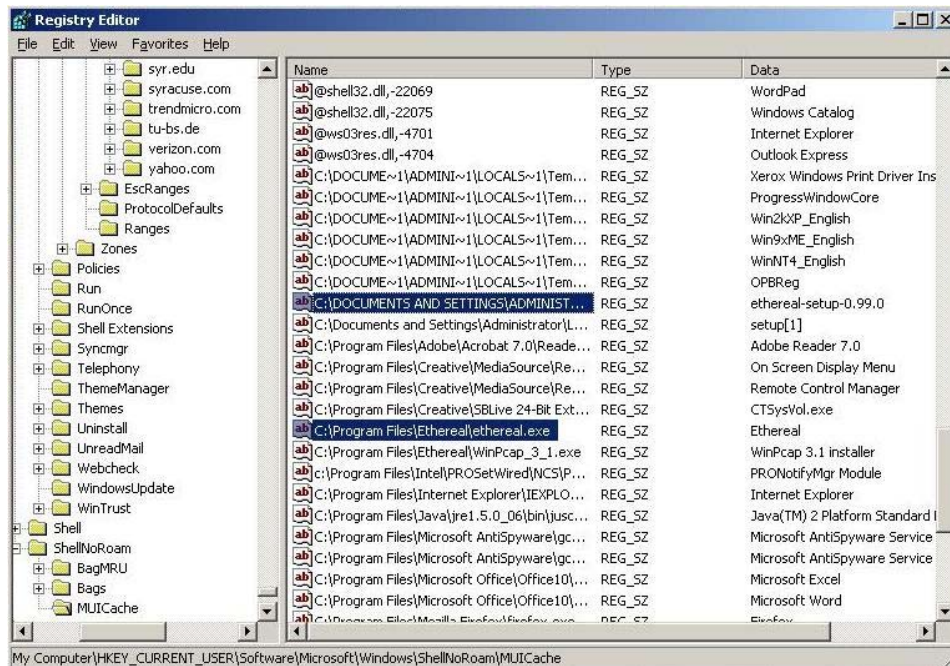 Registry Editor
File Edit View Favorites Help
syr.edu
syracuse.com
trendmicro.com
tu-bs.de
verizon.com
yahoo.com
EscRanges
ProtocolDefaults
Ranges
Zones
Policies
Run
RunOnce
Shell Extensions
Syncmgr
Telephony
ThemeManager
Themes
Uninstall
UnreadMail
Webcheck
WindowsUpdate
WinTrust
Shell
ShellNoRoam
BagMRU
Bags
MUICache
Name Type Data
@shell32.dll,-22069 REG_SZ WordPad
@shell32.dll,-22075 REG_SZ Windows Catalog
@ws03res.dll,-4701 REG_SZ Internet Explorer
@ws03res.dll,-4704 REG_SZ Outlook Express
C:\DOCUME~1\ADMINI~1\LOCALS~1\Tem... REG_SZ Xerox Windows Print Driver Ins
C:\DOCUME~1\ADMINI~1\LOCALS~1\Tem... REG_SZ ProgressWindowCore
C:\DOCUME~1\ADMINI~1\LOCALS~1\Tem... REG_SZ Win2kXP_English
C:\DOCUME~1\ADMINI~1\LOCALS~1\Tem... REG_SZ Win9xME_English
C:\DOCUME~1\ADMINI~1\LOCALS~1\Tem... REG_SZ WinNT4_English
C:\DOCUME~1\ADMINI~1\LOCALS~1\Tem... REG_SZ OPBReg
C:\DOCUMENTS AND SETTINGS\ADMINIST... REG_SZ ethereal-setup-0.99.0
C:\Documents and Settings\Administrator\L... REG_SZ setup[1]
C:\Program Files\Adobe\Acrobat 7.0\Reade... REG_SZ Adobe Reader 7.0
C:\Program Files\Creative\MediaSource\Re... REG_SZ On Screen Display Menu
C:\Program Files\Creative\MediaSource\Re... REG_SZ Remote Control Manager
C:\Program Files\Creative\SBLive 24-Bit Ext... REG_SZ CTSysVol.exe
C:\Program Files\Ethereal\ethereal.exe REG_SZ Ethereal
C:\Program Files\Ethereal\WinPcap_3_1.exe REG_SZ WinPcap 3.1 installer
c:\Program Files\Intel\PROSetWired\NCS\P... REG_SZ PRONotifyMgr Module
C:\Program Files\Internet Explorer\IEXPLO... REG_SZ Internet Explorer
C:\Program Files\Java\jre1.5.0_06\bin\jusc... REG_SZ Java(TM) 2 Platform Standard
C:\Program Files\Microsoft AntiSpyware\gc... REG_SZ Microsoft AntiSpyware Service
C:\Program Files\Microsoft AntiSpyware\gc... REG_SZ Microsoft AntiSpyware Service
C:\Program Files\Microsoft Office\Office10\... REG_SZ Microsoft Excel
C:\Program Files\Microsoft Office\Office10\... REG_SZ Microsoft Word
C:\Program Files\Mozilla Firefox\firefox.exe REG_SZ Firefox
My Computer\HKEY_CURRENT_USER\Software\Microsoft\Windows\ShellNoRoam\MUICache